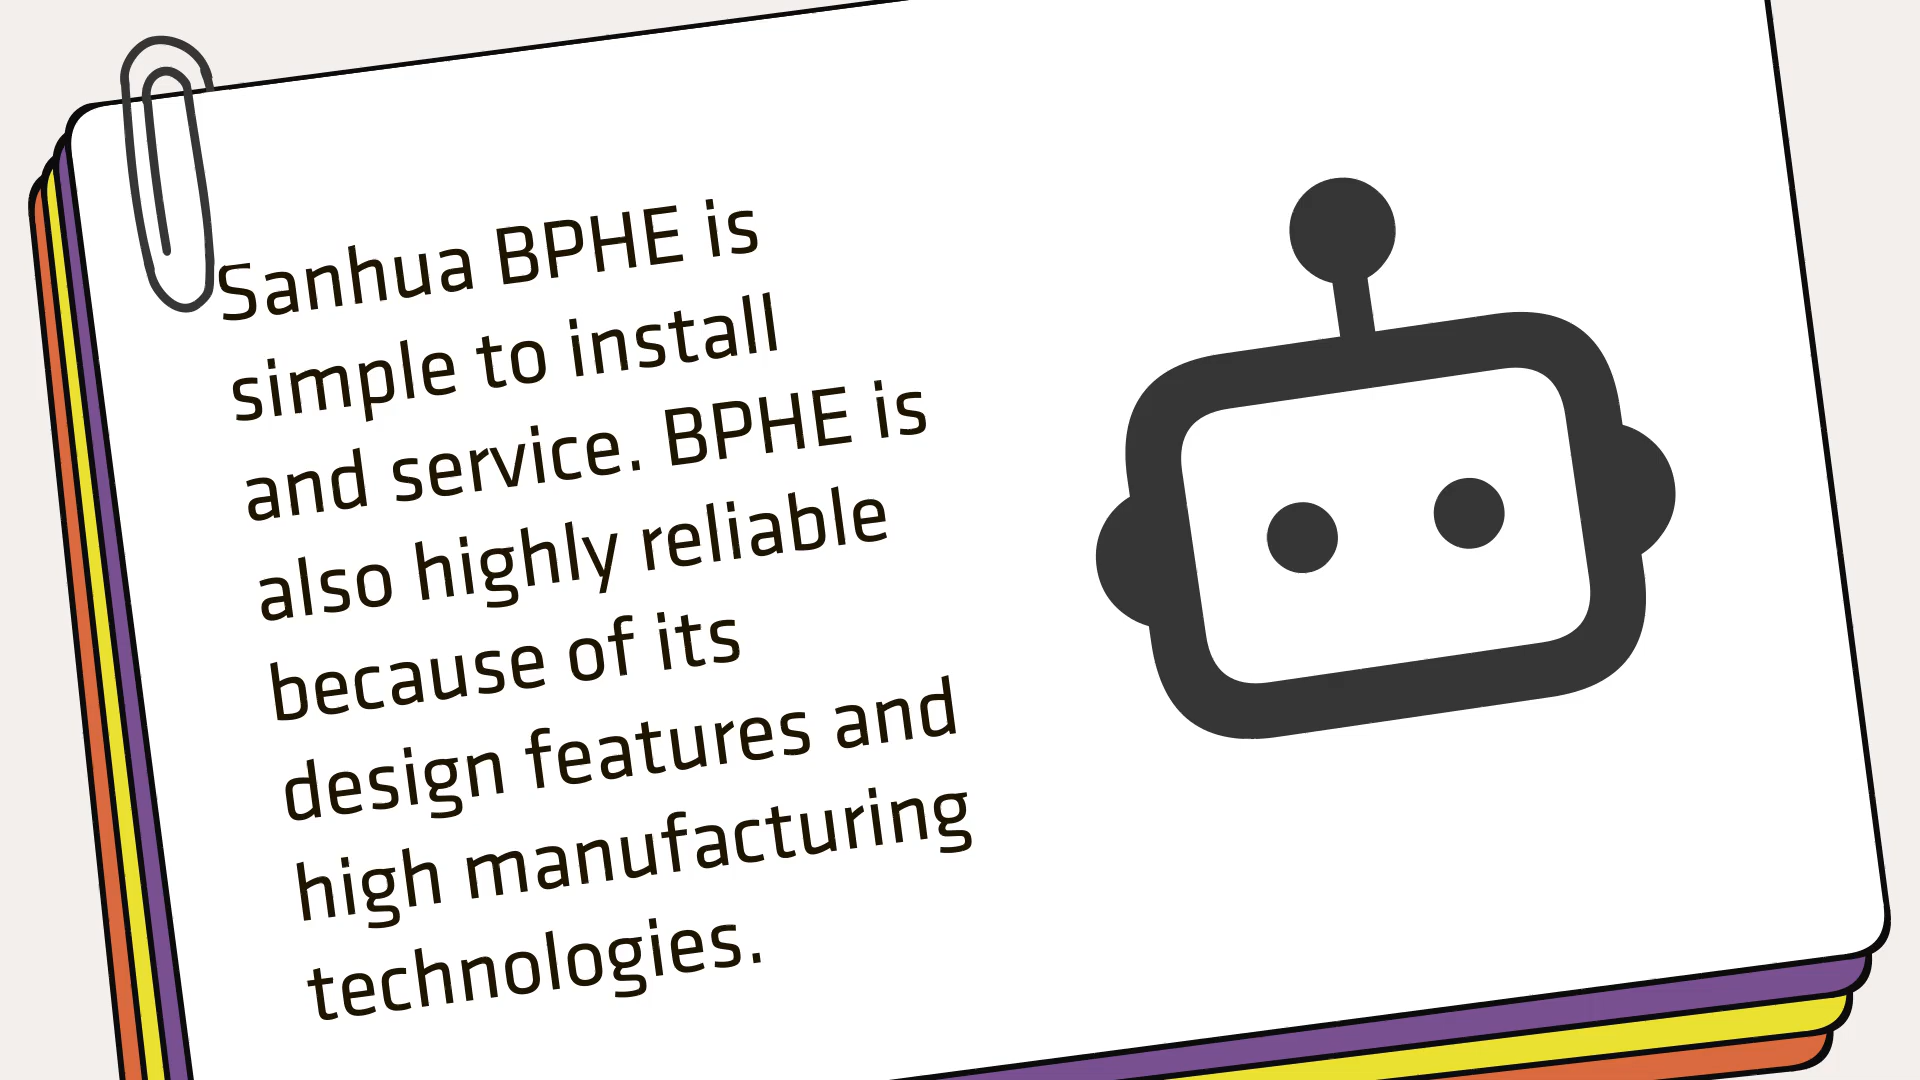 Sanhua BPHE is
simple to install
and service. BPHE is
also highly reliable
because of its
design features and
high manufacturing
technologies.